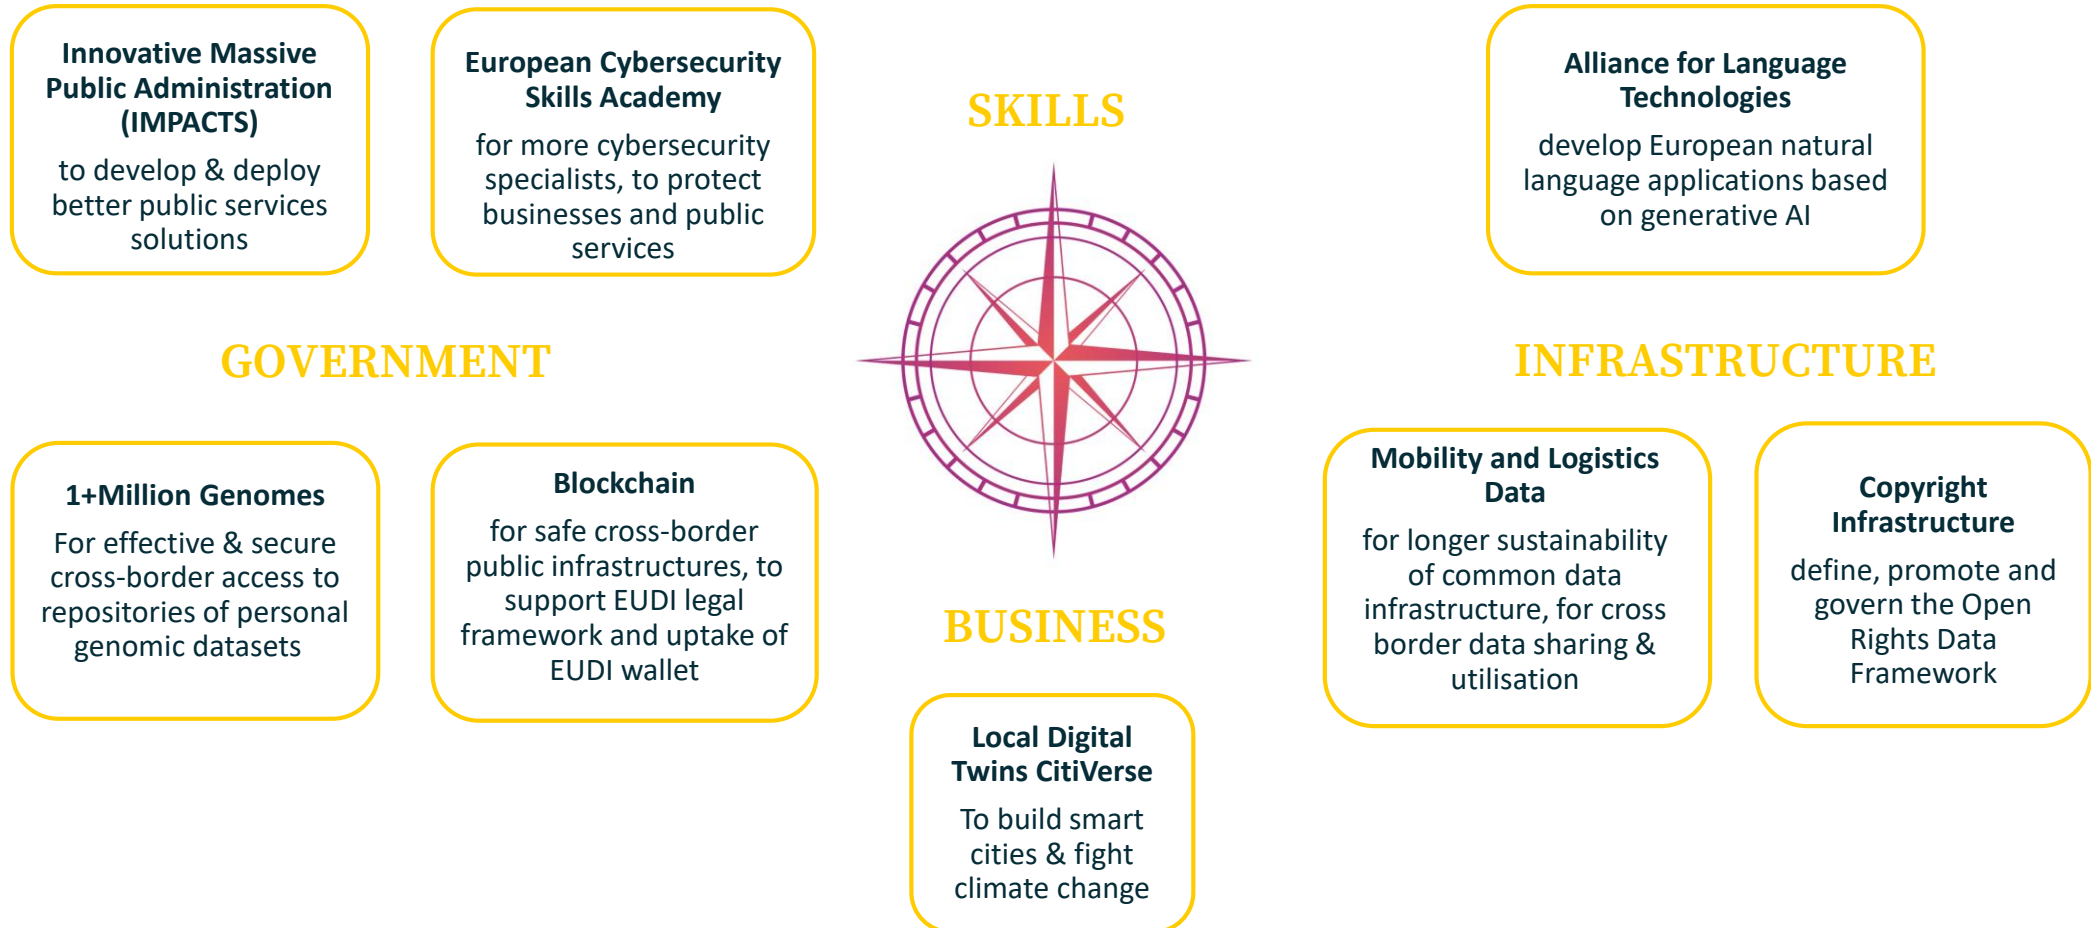 Innovative Massive
Public Administration
(IMPACTS)
to develop & deploy
better public services
solutions
European Cybersecurity
Skills Academy
for more cybersecurity
specialists, to protect
businesses and public
services
SKILLS
Alliance for Language
Technologies
develop European natural
language applications based
on generative AI
GOVERNMENT
INFRASTRUCTURE
1+Million Genomes
For effective & secure
cross-border access to
repositories of personal
genomic datasets
Blockchain
for safe cross-border
public infrastructures, to
support EUDI legal
framework and uptake of
EUDI wallet
BUSINESS
Local Digital
Twins CitiVerse
To build smart
cities & fight
climate change
Mobility and Logistics
Data
for longer sustainability
of common data
infrastructure, for cross
border data sharing &
utilisation
Copyright
Infrastructure
define, promote and
govern the Open
Rights Data
Framework